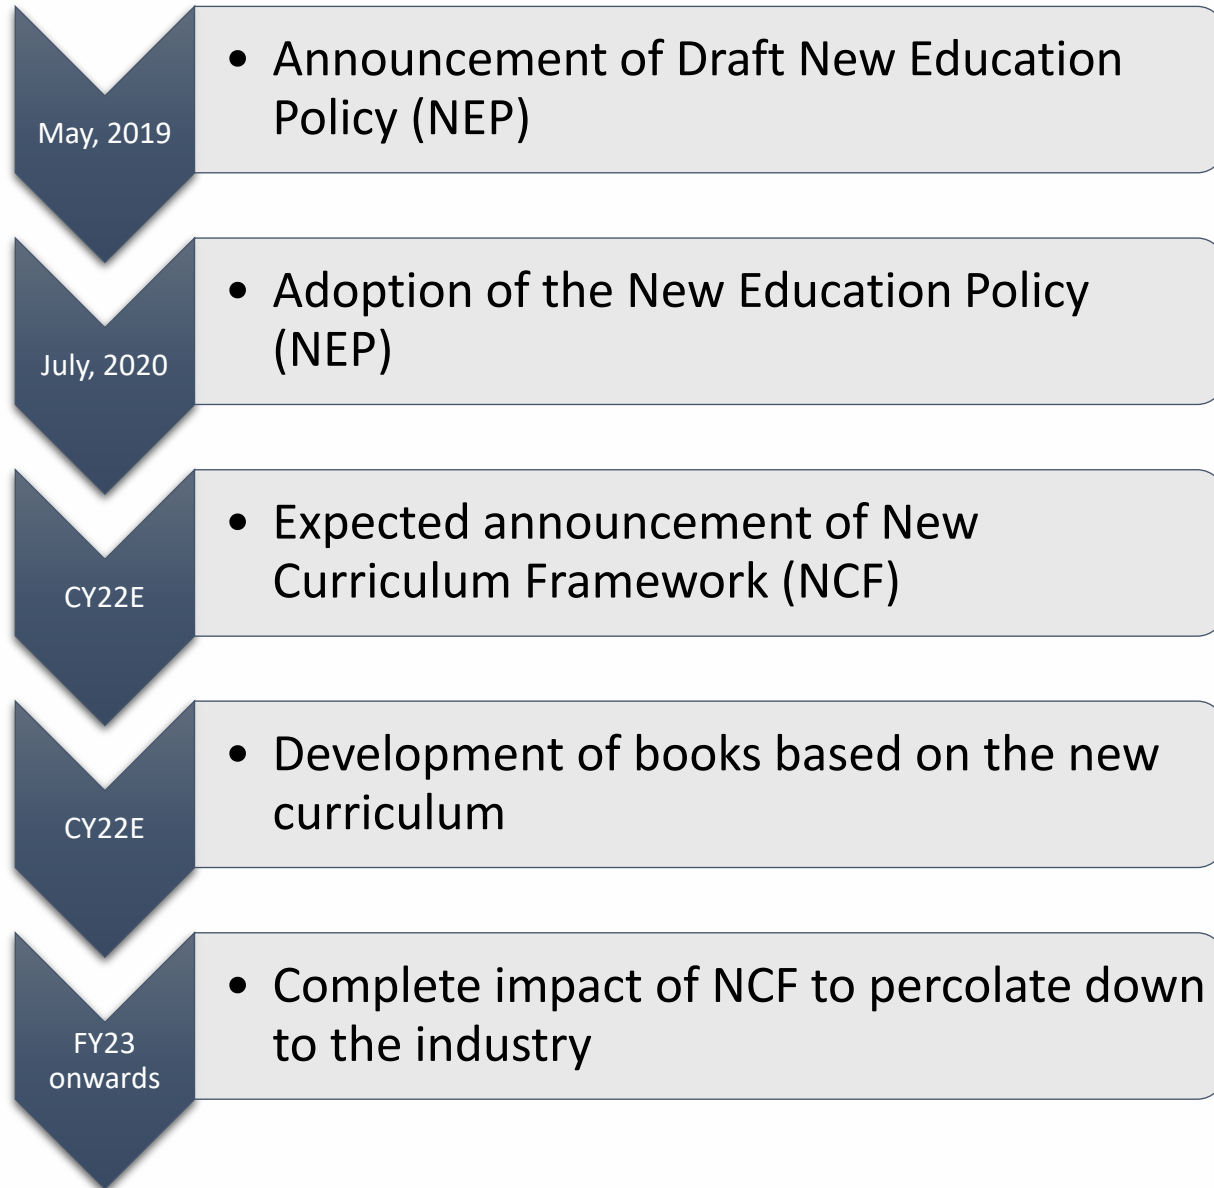 May, 2019
• Announcement of Draft New Education
Policy (NEP)
July, 2020
• Adoption of the New Education Policy
(NEP)
CY22E
• Expected announcement of New
Curriculum Framework (NCF)
CY22E
• Development of books based on the new
curriculum
FY23
onwards
• Complete impact of NCF to percolate down
to the industry